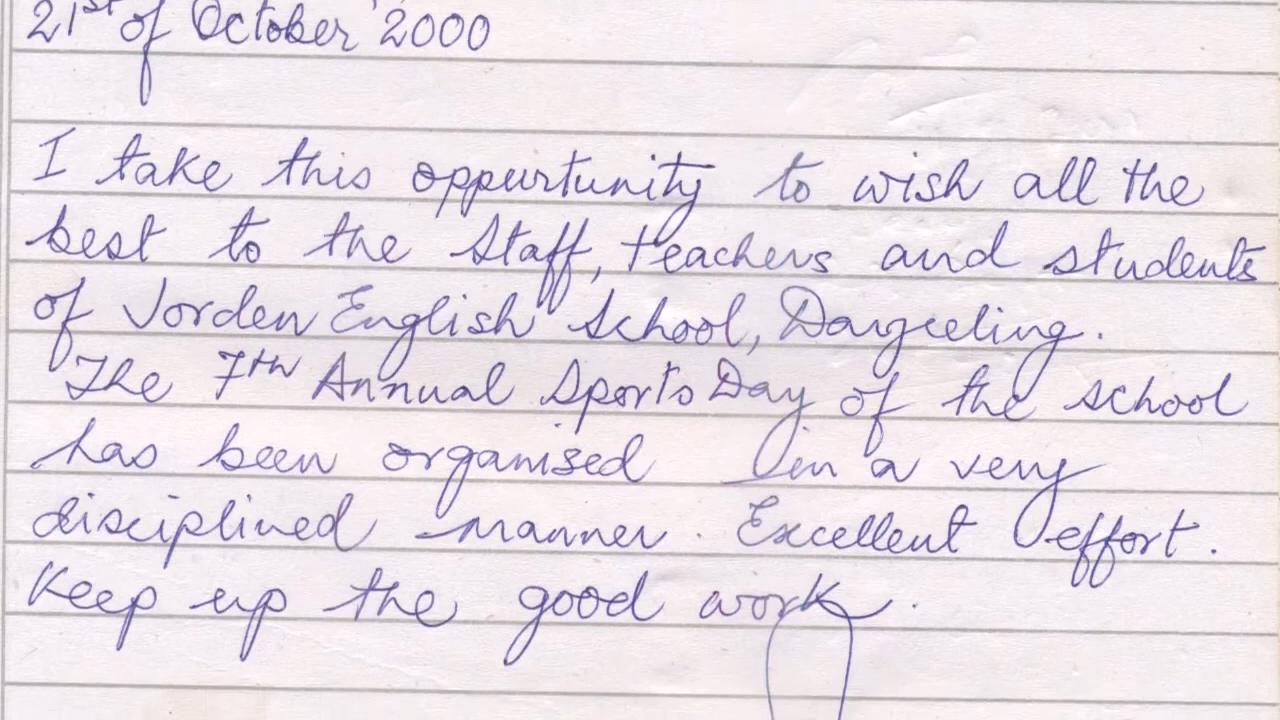 21st of October '2000
I take this oppurtunity to wish all the
best to the Staff, teachers and students
of Jorden English School, Darjeeling.
The 7TH Annual Sports Day of the school
has been organised in a very
disciplined manner. Excellent effort.
Keep up the good work.